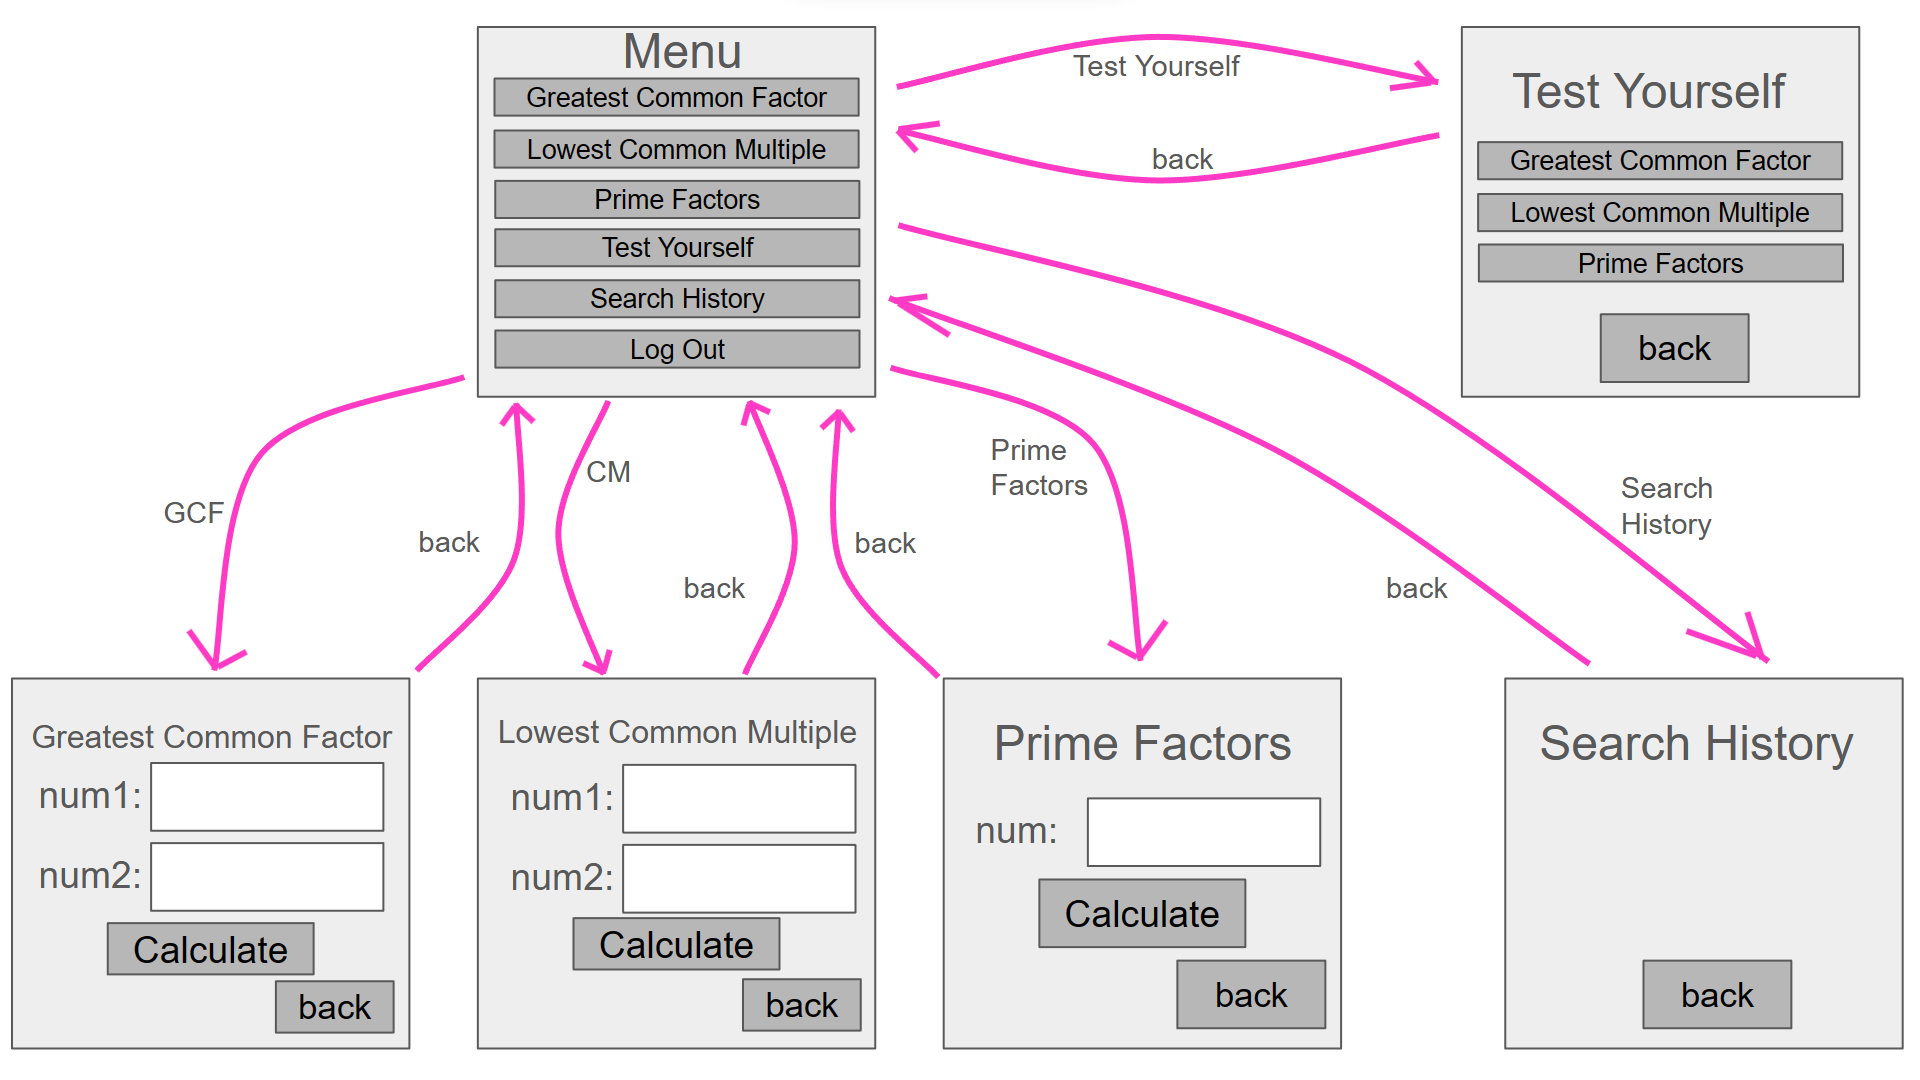 Menu
Greatest Common Factor
Lowest Common Multiple
Prime Factors
Test Yourself
Search History
Log Out
Test Yourself
back
Test Yourself
Greatest Common Factor
Lowest Common Multiple
Prime Factors
back
GCF
back
CM
back
back
Prime
Factors
back
Search
History
Greatest Common Factor
num1:
num2:
Calculate
back
Lowest Common Multiple
num1:
num2:
Calculate
back
Prime Factors
num:
Calculate
back
Search History
back